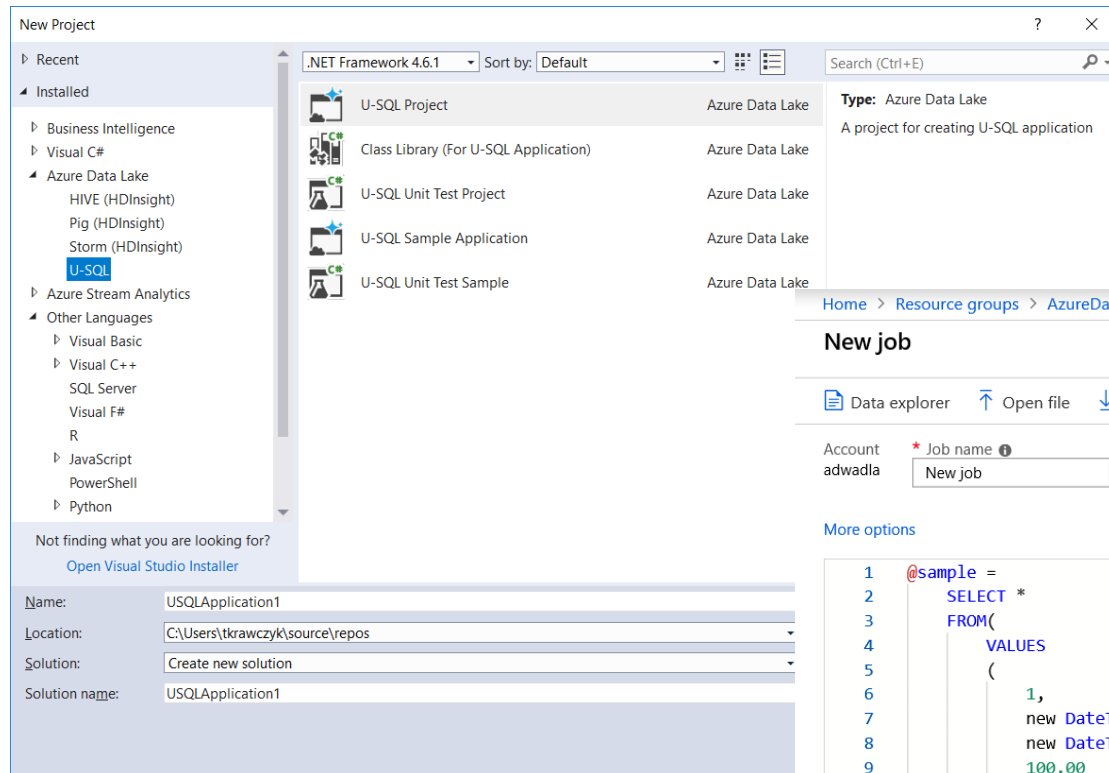 New Project
?
Recent
Installed
Business Intelligence
Visual C#
Azure Data Lake
HIVE (HDInsight)
Pig (HDInsight)
Storm (HDInsight)
U-SQL
Azure Stream Analytics
Other Languages
Visual Basic
Visual C++
SQL Server
Visual F#
R
JavaScript
PowerShell
Python
Not finding what you are looking for?
Open Visual Studio Installer
.NET Framework 4.6.1 Sort by: Default
U-SQL Project Azure Data Lake
C# Class Library (For U-SQL Application) Azure Data Lake
C# U-SQL Unit Test Project Azure Data Lake
U-SQL Sample Application Azure Data Lake
C# U-SQL Unit Test Sample Azure Data Lake
Search (Ctrl+E)
Type: Azure Data Lake
A project for creating U-SQL application
Name: USQLApplication1
Location: C:\Users\tkrawczyk\source\repos
Solution: Create new solution
Solution name: USQLApplication1
Home > Resource groups > AzureDa
New job
Data explorer Open file
Account * Job name
adwadla New job
More options
1 @sample =
2 SELECT *
3 FROM(
4 VALUES
5 (
6 1,
7 new DateT
8 new DateT
9 100.00